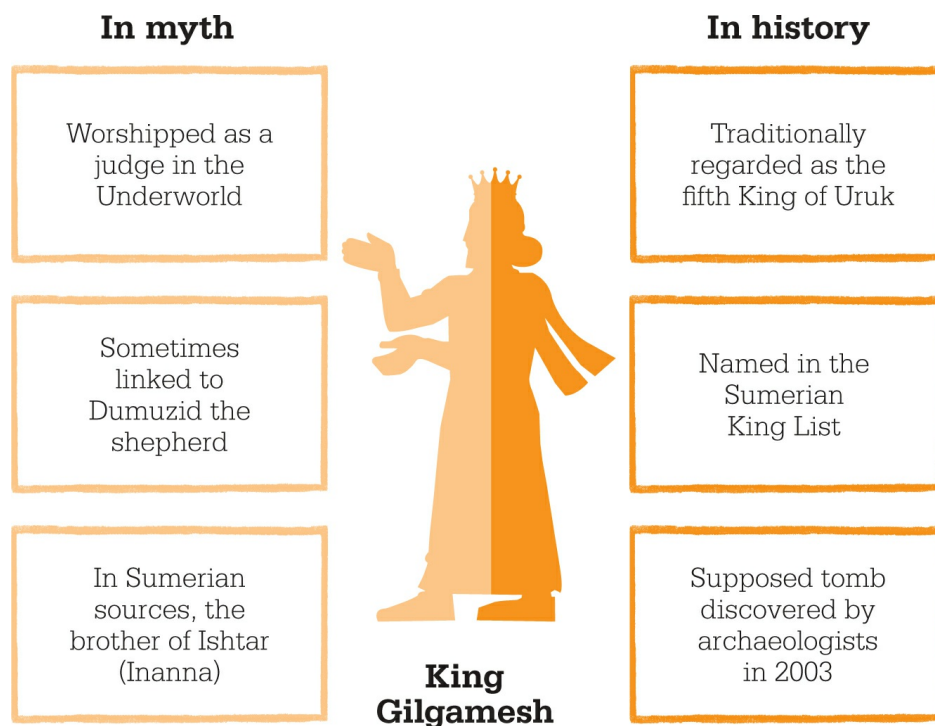 In myth
Worshipped as a
judge in the
Underworld
Sometimes
linked to
Dumuzid the
shepherd
In Sumerian
sources, the
brother of Ishtar
(Inanna)
King
Gilgamesh
In history
Traditionally
regarded as the
fifth King of Uruk
Named in the
Sumerian
King List
Supposed tomb
discovered by
archaeologists
in 2003